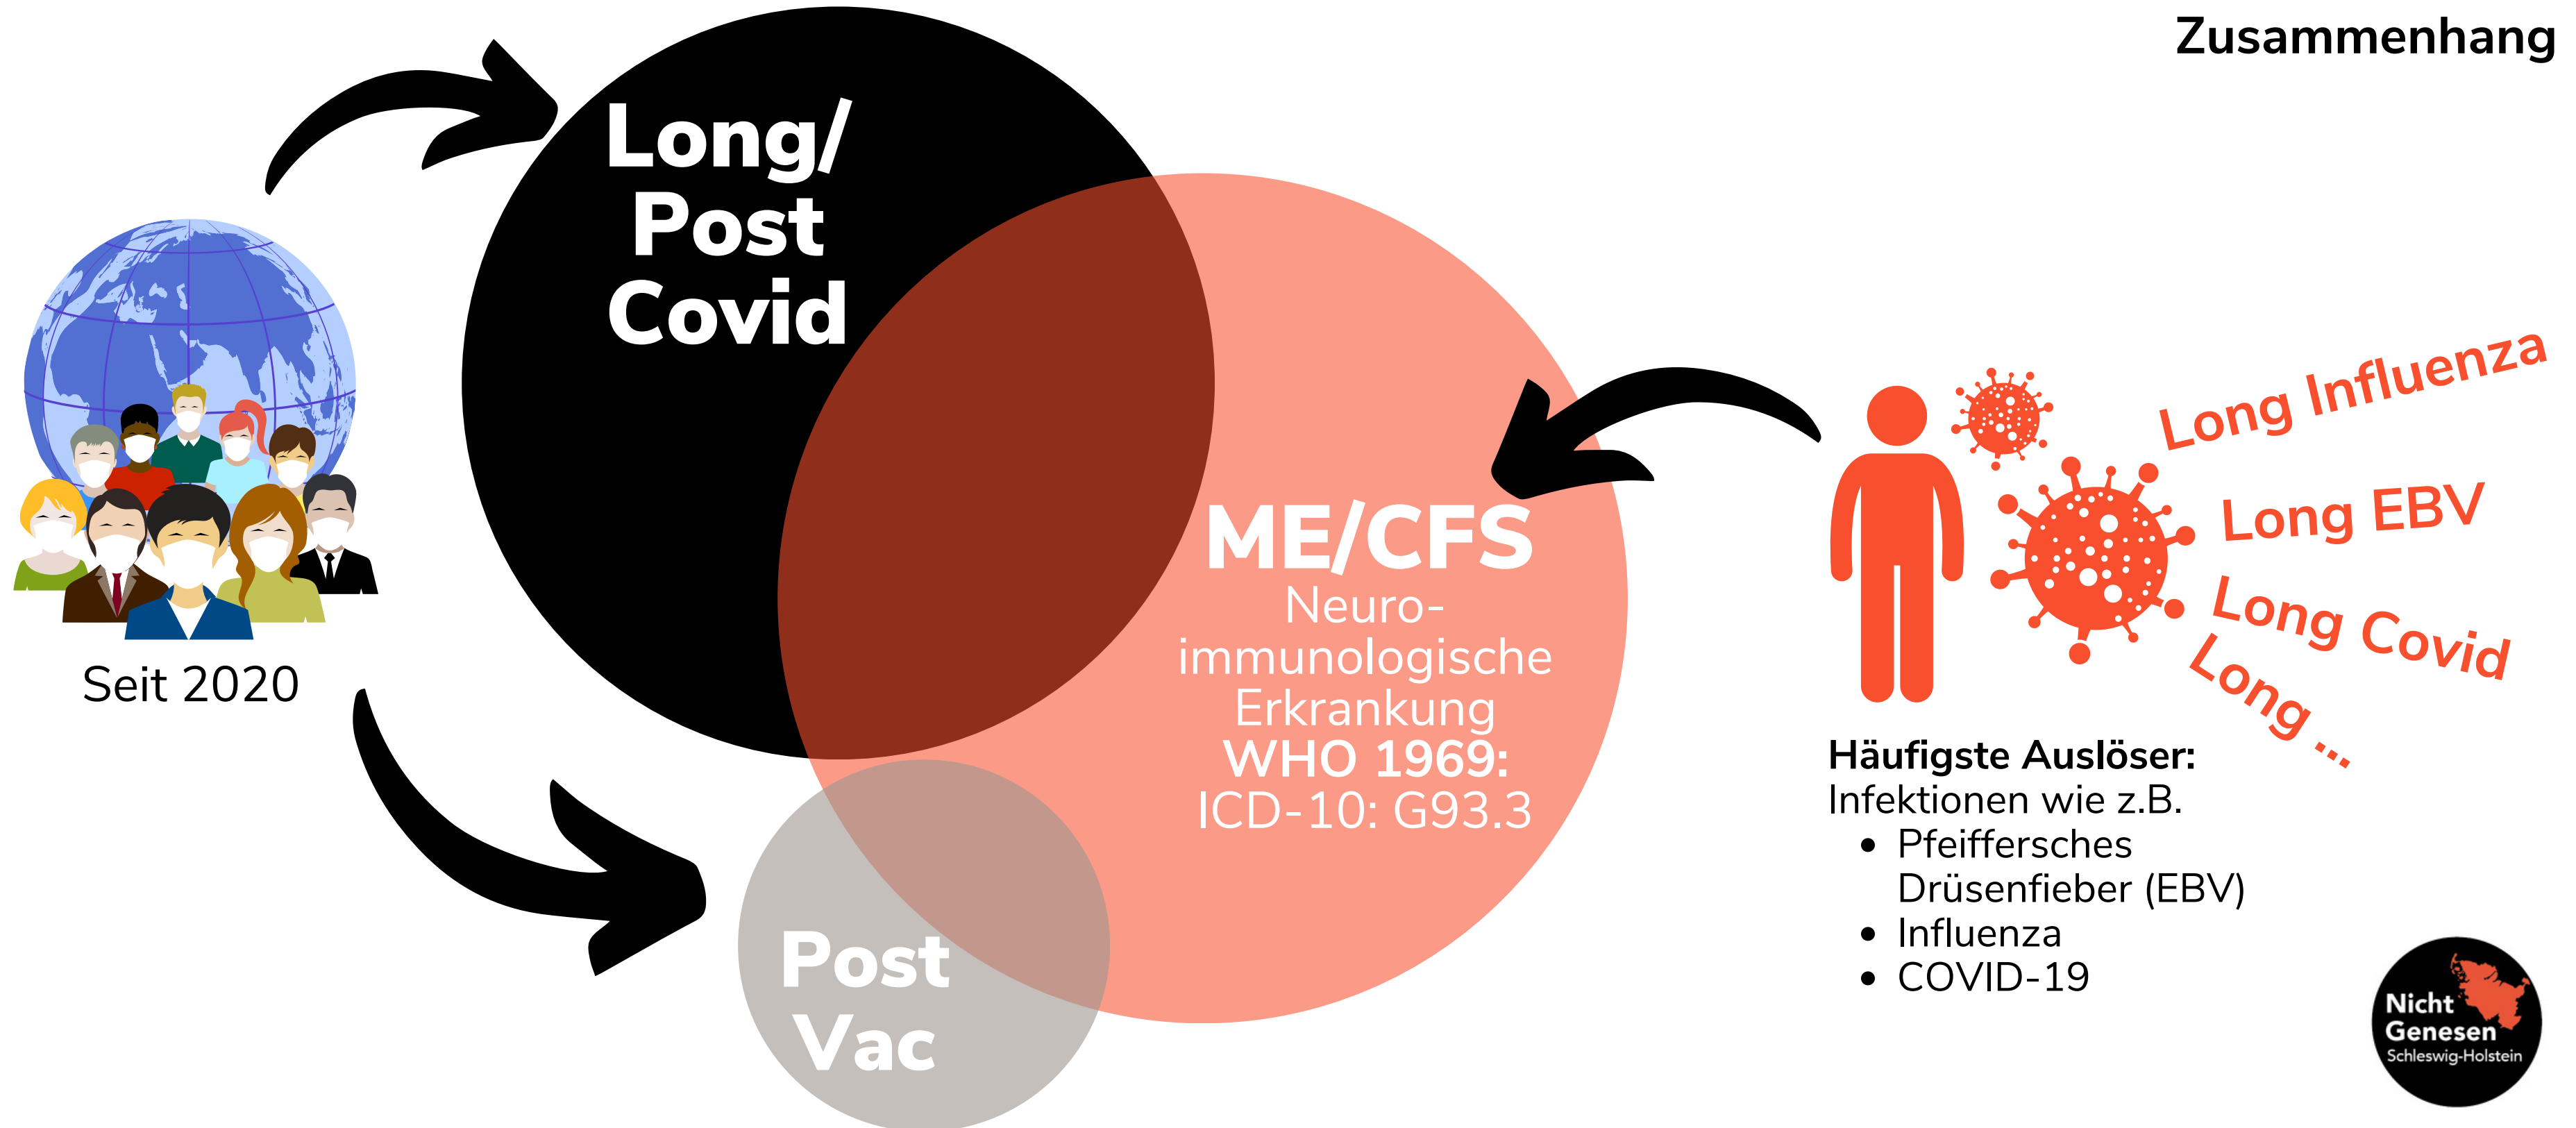 Zusammenhang
Long/
Post
Covid
Seit 2020
ME/CFS
Neuro-
immunologische
Erkrankung
WHO 1969:
ICD-10: G93.3
Post
Vac
Long Influenza
Long EBV
Long Covid
Long ...
Häufigste Auslöser:
Infektionen wie z.B.
• Pfeiffersches
Drüsenfieber (EBV)
• Influenza
• COVID-19
Nicht
Genesen
Schleswig-Holstein